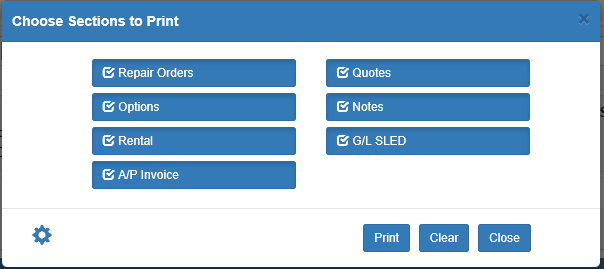 Choose Sections to Print
Repair Orders
Quotes
Options
Notes
Rental
G/L SLED
A/P Invoice
Print
Clear
Close